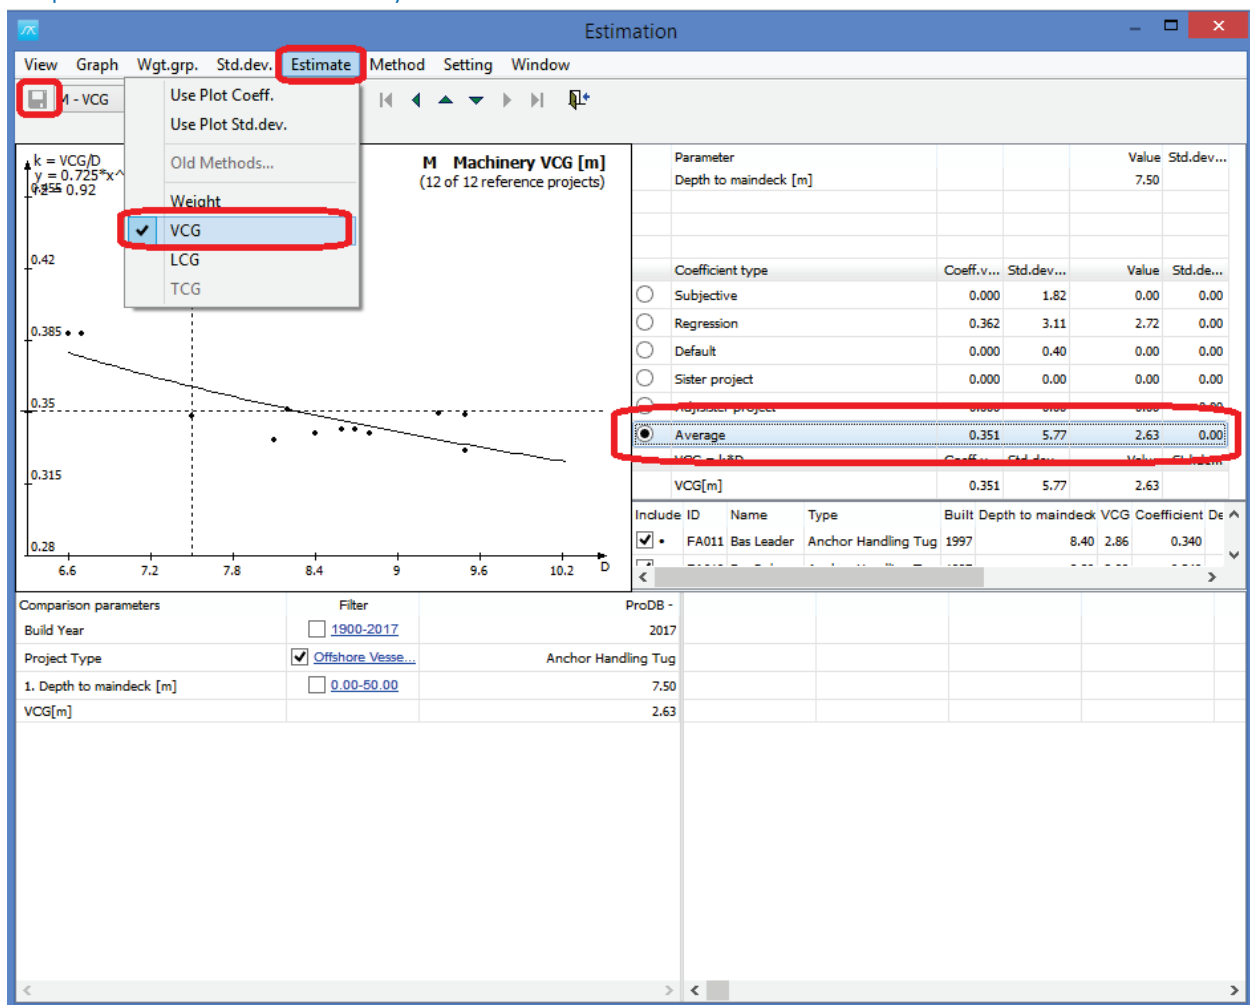 Estimation
View Graph Wgt.grp. Std.dev. Estimate Method Setting Window
M - VCG
Use Plot Coeff.
Use Plot Std.dev.
Old Methods...
Weight
VCG
LCG
TCG
k = VCG/D
y = 0.725*x^
0.92
M Machinery VCG [m]
(12 of 12 reference projects)
0.42
0.385
0.35
0.315
0.28
6.6 7.2 7.8 8.4 9 9.6 10.2 D
Parameter Value Std.dev...
Depth to maindeck [m] 7.50
Coefficient type Coeff.v... Std.dev... Value Std.de...
Subjective 0.000 1.82 0.00 0.00
Regression 0.362 3.11 2.72 0.00
Default 0.000 0.40 0.00 0.00
Sister project 0.000 0.00 0.00 0.00
Average 0.351 5.77 2.63 0.00
VCG[m] 0.351 5.77 2.63
Include ID Name Type Built Depth to maindeck VCG Coefficient De
FA011 Bas Leader Anchor Handling Tug 1997 8.40 2.86 0.340
Comparison parameters Filter ProDB -
Build Year 1900-2017 2017
Project Type Offshore Vesse... Anchor Handling Tug
1. Depth to maindeck [m] 0.00-50.00 7.50
VCG[m] 2.63